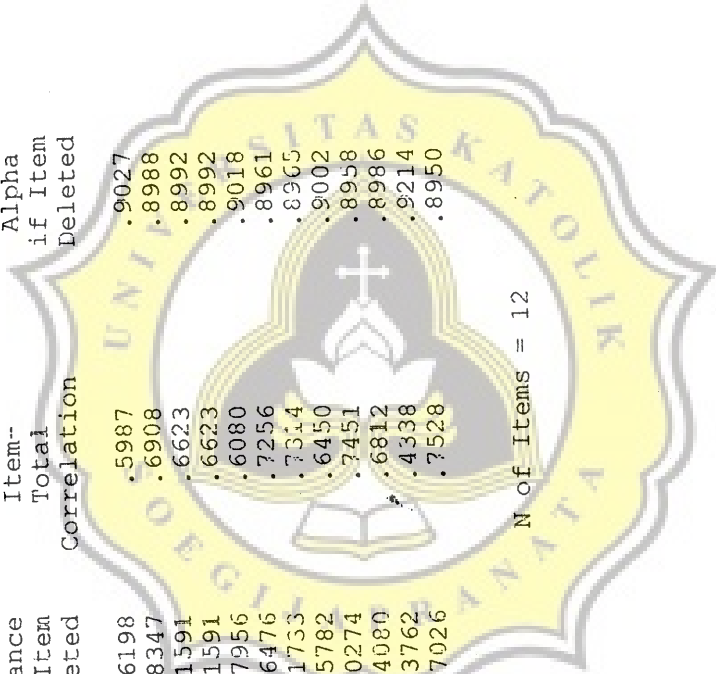 ance Item-- Alpha
Item Total if Item
eted Correlation Deleted
6198 .5987 .9027
8347 .6908 .8988
1591 .6623 .8992
1591 .6623 .8992
7956 .6080 .9018
6476 .7256 .8961
1733 .7314 .8965
5782 .6450 .9002
0274 .7451 .8958
4080 .6812 .8986
3762 .4338 .9214
7026 .7528 .8950
N of Items = 12
UNIVERSITAS KATOLIK
SOEGIJAPRANATA